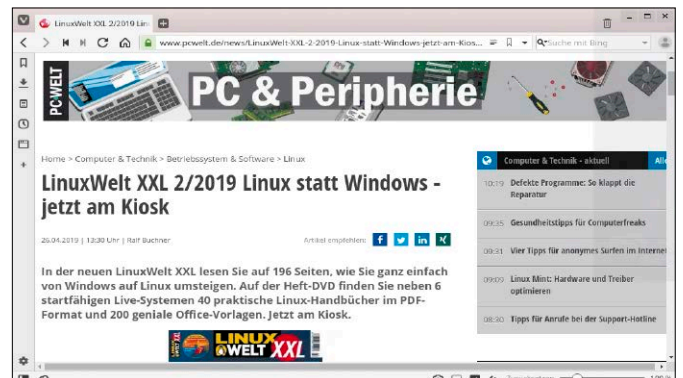 LinuxWelt XXL 2/2019 Lin
www.pcwelt.de/news/LinuxWelt-XXL-2-2019-Linux-statt-Windows-jetzt-am-Kios...
Suche mit Bing
PC-WELT
PC & Peripherie
Home > Computer & Technik > Betriebssystem & Software > Linux
LinuxWelt XXL 2/2019 Linux statt Windows -
jetzt am Kiosk
26.04.2019 | 13:30 Uhr | Ralf Buchner
Artikel empfehlen:
In der neuen LinuxWelt XXL lesen Sie auf 196 Seiten, wie Sie ganz einfach
von Windows auf Linux umsteigen. Auf der Heft-DVD finden Sie neben 6
startfähigen Live-Systemen 40 praktische Linux-Handbücher im PDF-
Format und 200 geniale Office-Vorlagen. Jetzt am Kiosk.
LINUX
WELT XXL
Computer & Technik - aktuell
Alle
10:19 Defekte Programme: So klappt die
Reparatur
09:35 Gesundheitstipps für Computerfreaks
09:31 Vier Tipps für anonymes Surfen im Internet
09:09 Linux Mint: Hardware und Treiber
optimieren
08:30 Tipps für Anrufe bei der Support-Hotline
100 %